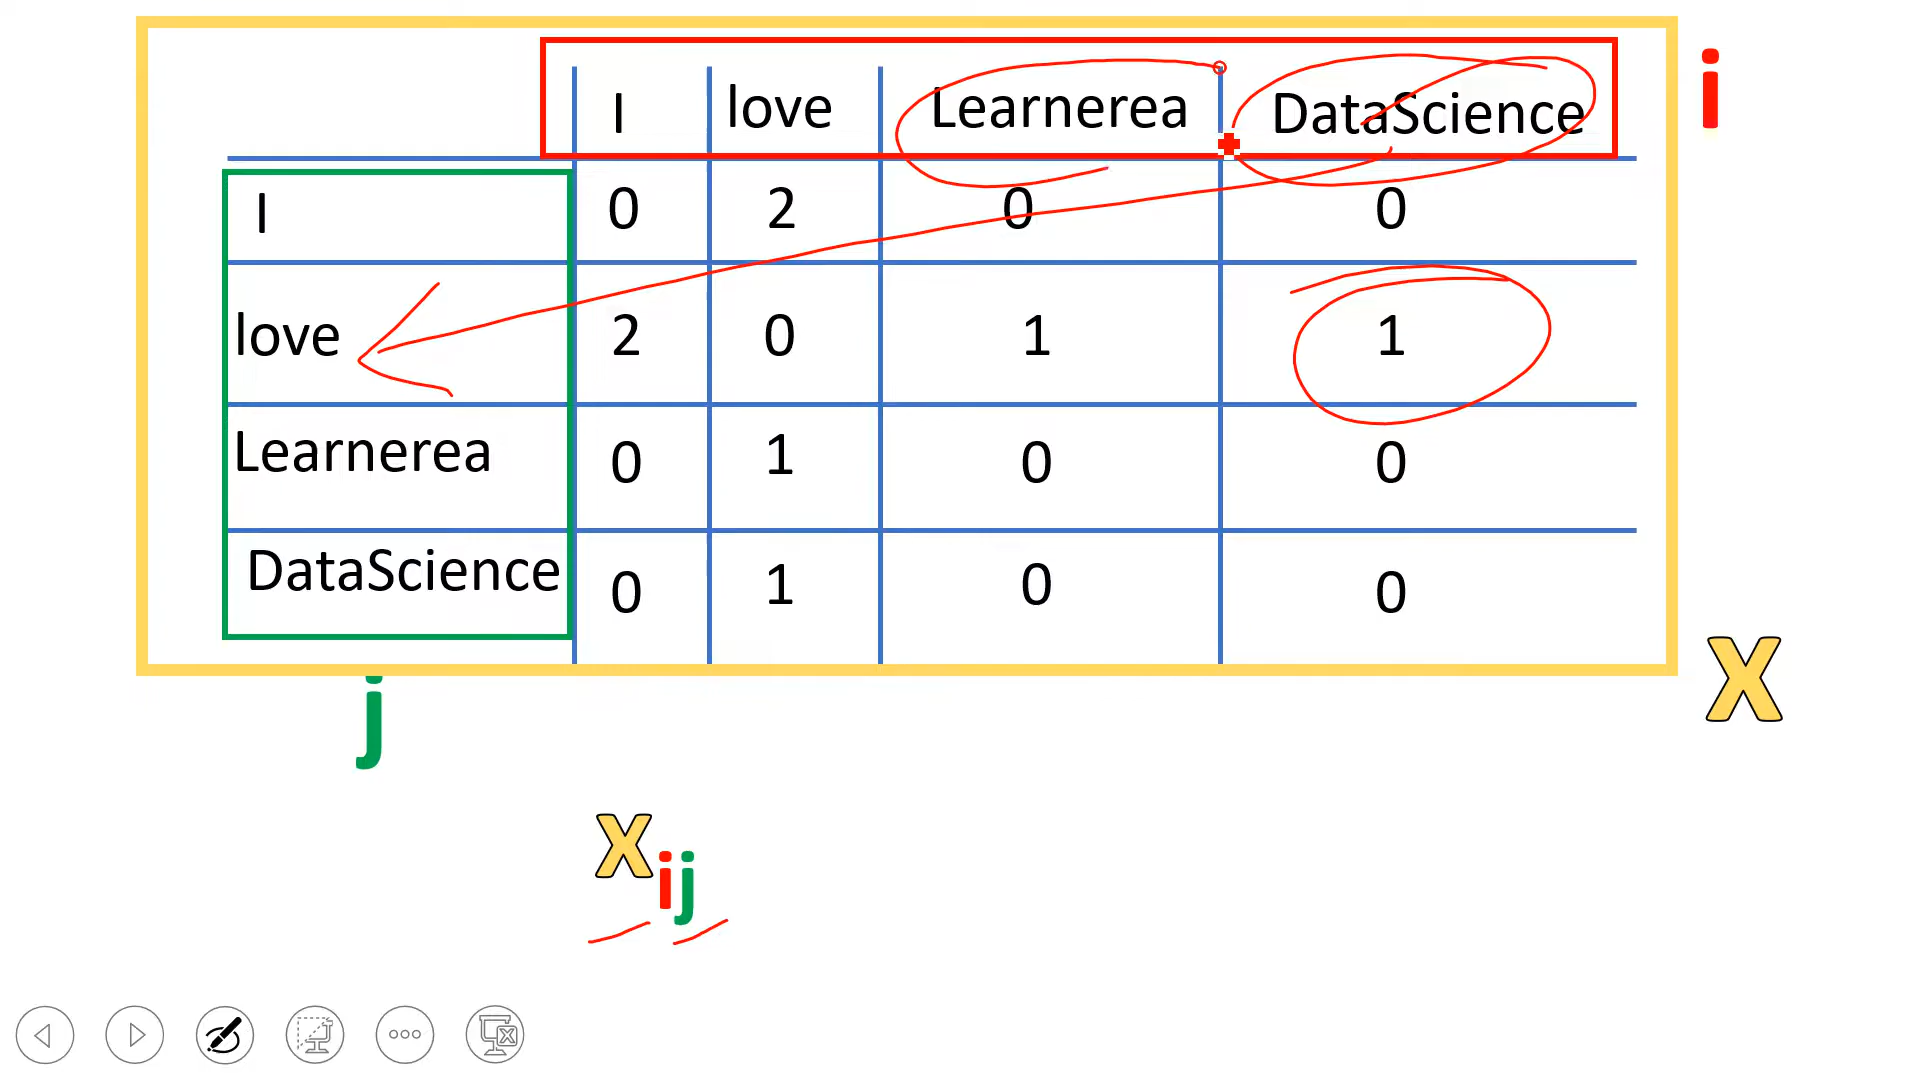 I love Learnerea DataScience i
I 0 2 0 0
love 2 0 1 1
Learnerea 0 1 0 0
DataScience 0 1 0 0
X
j
Xij